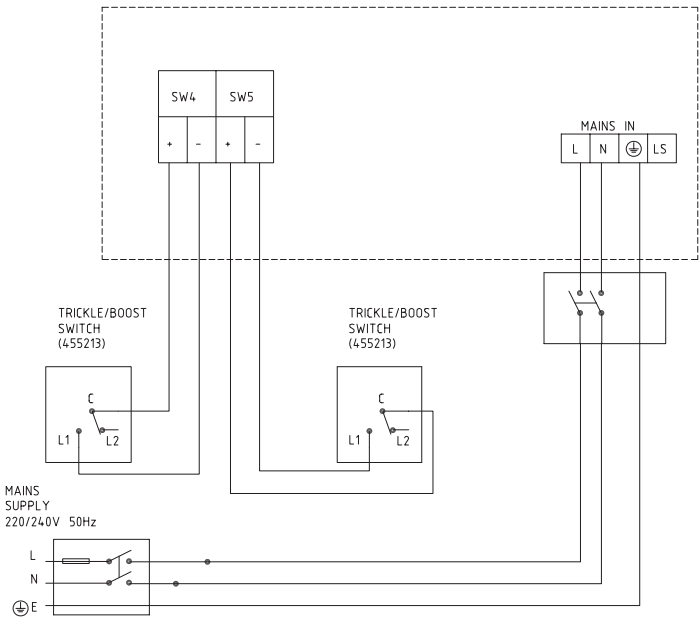 SW4 SW5
+ - + -
MAINS IN
L N LS
TRICKLE/BOOST
SWITCH
(455213)
TRICKLE/BOOST
SWITCH
(455213)
C
L1 L2
C
L1 L2
MAINS
SUPPLY
220/240V 50Hz
L
N
E